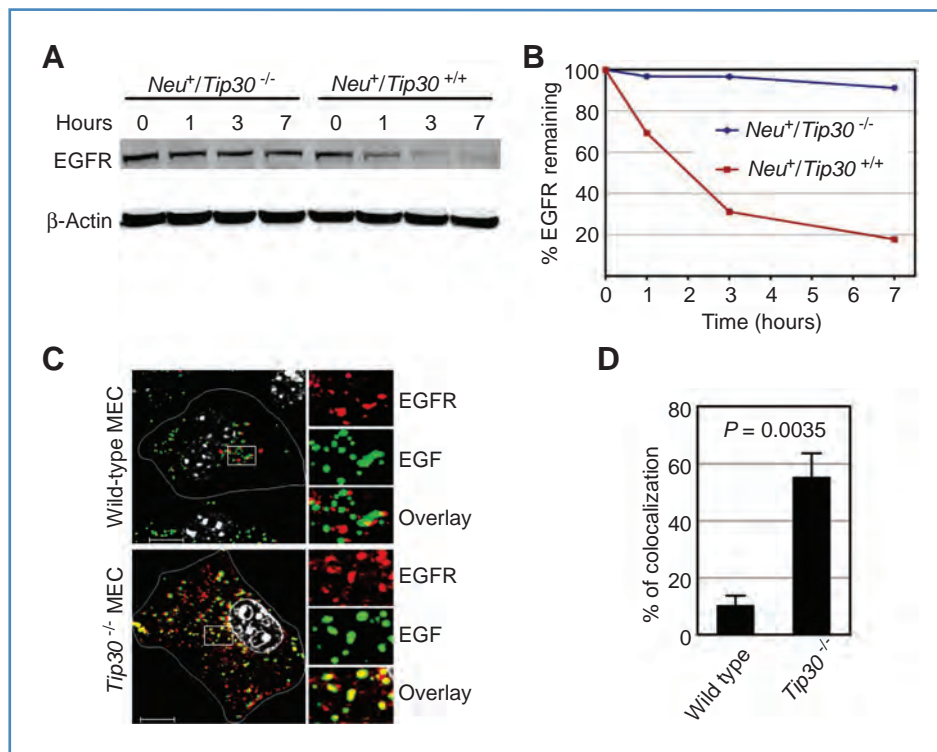 A
Neu+/Tip30 -/- Neu+/Tip30 +/+
Hours 0 1 3 7 0 1 3 7
EGFR
β-Actin
B
% EGFR remaining
100
80
60
40
20
Neu+/Tip30 -/-
Neu+/Tip30 +/+
0 1 2 3 4 5 6 7
Time (hours)
C
Wild-type MEC
EGFR
EGF
Overlay
Tip30 -/- MEC
EGFR
EGF
Overlay
D
% of colocalization
80
60
40
20
0
P = 0.0035
Wild type
Tip30 -/-